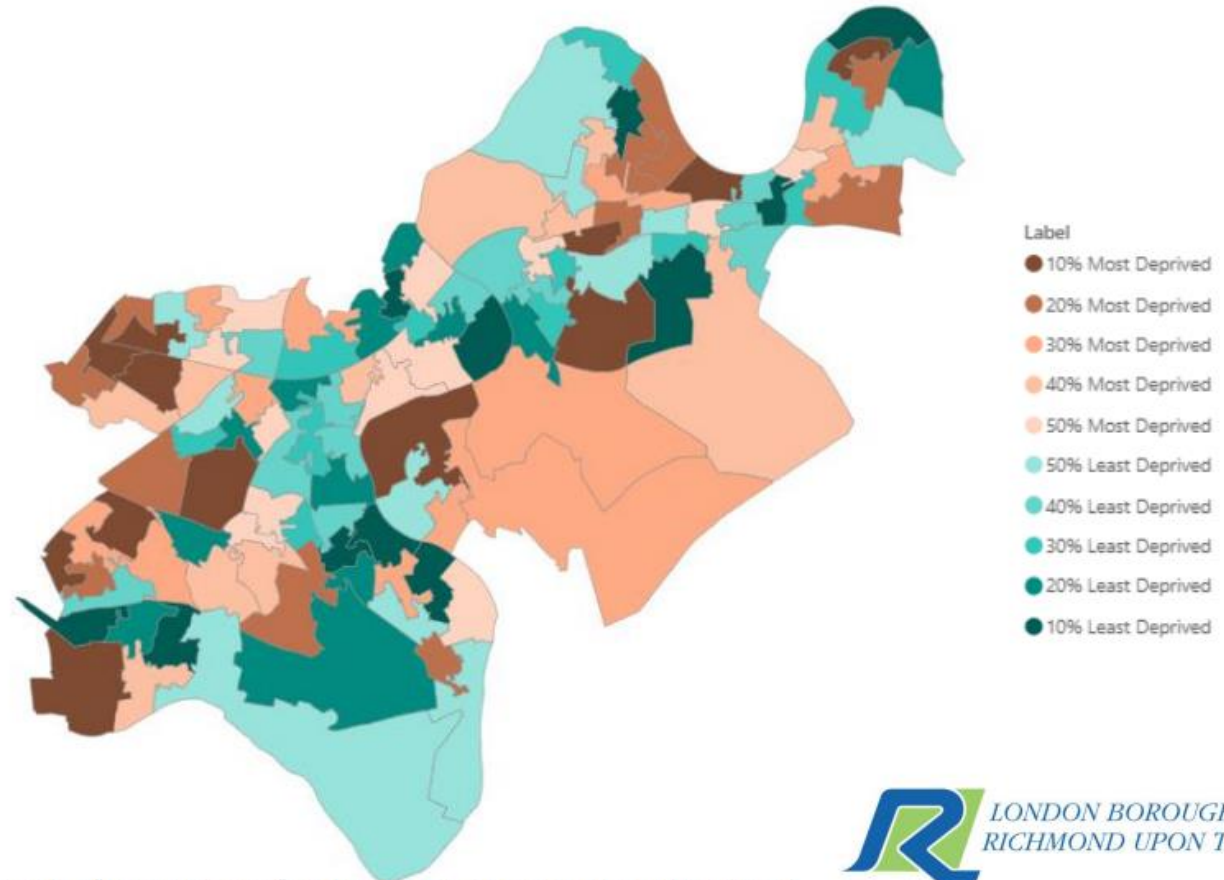 Label
10% Most Deprived
20% Most Deprived
30% Most Deprived
40% Most Deprived
50% Most Deprived
50% Least Deprived
40% Least Deprived
30% Least Deprived
20% Least Deprived
10% Least Deprived
LONDON BOROUGH
RICHMOND UPON T